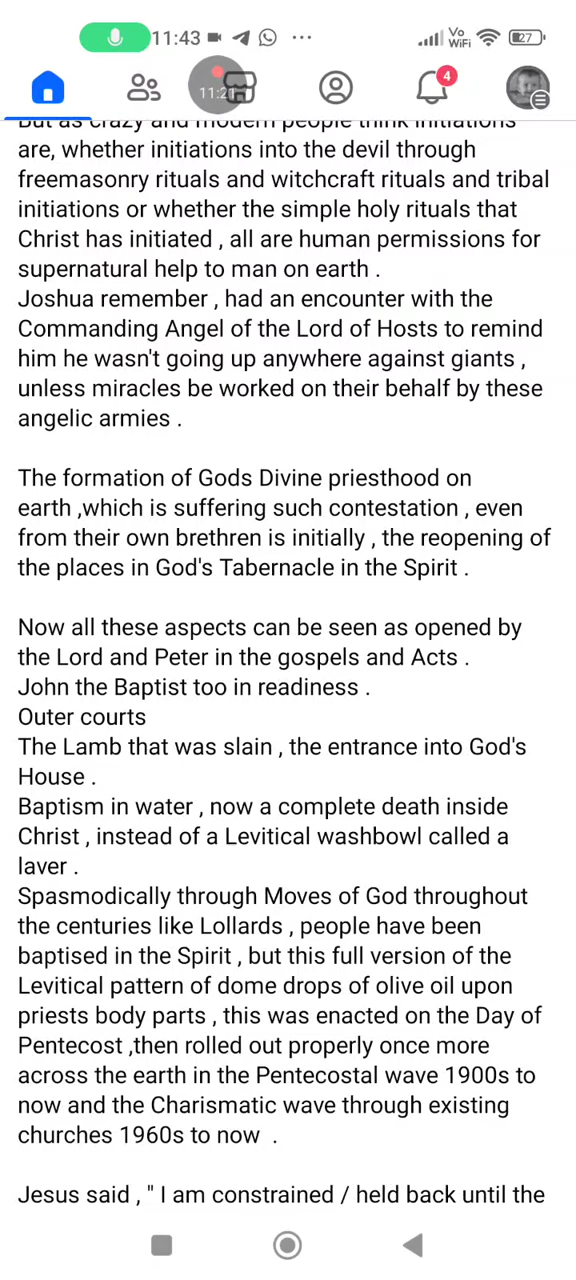 11:43 ...
Vo
WiFi
27
11:21
4
But as crazy and modern people think initiations
are, whether initiations into the devil through
freemasonry rituals and witchcraft rituals and tribal
initiations or whether the simple holy rituals that
Christ has initiated , all are human permissions for
supernatural help to man on earth .
Joshua remember , had an encounter with the
Commanding Angel of the Lord of Hosts to remind
him he wasn't going up anywhere against giants ,
unless miracles be worked on their behalf by these
angelic armies .
The formation of Gods Divine priesthood on
earth ,which is suffering such contestation , even
from their own brethren is initially , the reopening of
the places in God's Tabernacle in the Spirit .
Now all these aspects can be seen as opened by
the Lord and Peter in the gospels and Acts .
John the Baptist too in readiness .
Outer courts
The Lamb that was slain , the entrance into God's
House .
Baptism in water , now a complete death inside
Christ , instead of a Levitical washbowl called a
laver .
Spasmodically through Moves of God throughout
the centuries like Lollards , people have been
baptised in the Spirit , but this full version of the
Levitical pattern of dome drops of olive oil upon
priests body parts , this was enacted on the Day of
Pentecost ,then rolled out properly once more
across the earth in the Pentecostal wave 1900s to
now and the Charismatic wave through existing
churches 1960s to now  .
Jesus said , " I am constrained / held back until the